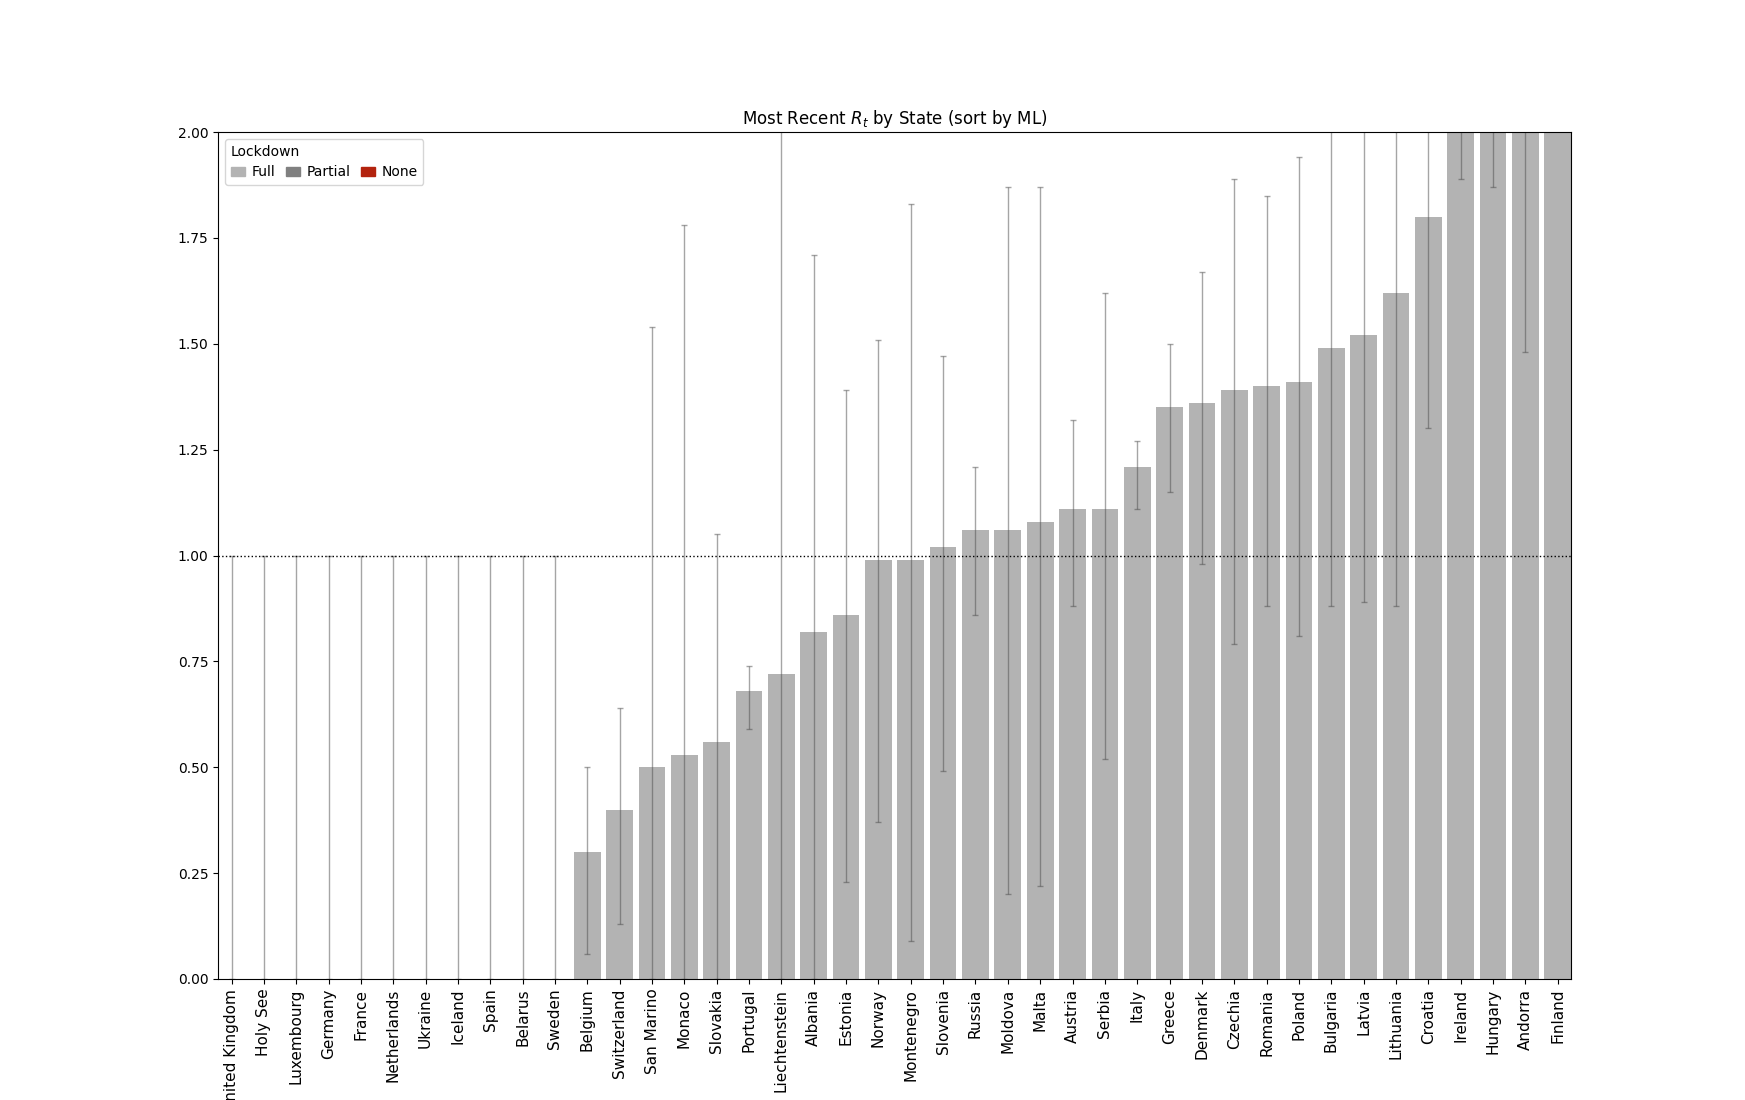 Most Recent R_t by State (sort by ML)
Lockdown
Full Partial None
2.00
1.75
1.50
1.25
1.00
0.75
0.50
0.25
0.00
nited Kingdom
Holy See
Luxembourg
Germany
France
Netherlands
Ukraine
Iceland
Spain
Belarus
Sweden
Belgium
Switzerland
San Marino
Monaco
Slovakia
Portugal
Liechtenstein
Albania
Estonia
Norway
Montenegro
Slovenia
Russia
Moldova
Malta
Austria
Serbia
Italy
Greece
Denmark
Czechia
Romania
Poland
Bulgaria
Latvia
Lithuania
Croatia
Ireland
Hungary
Andorra
Finland